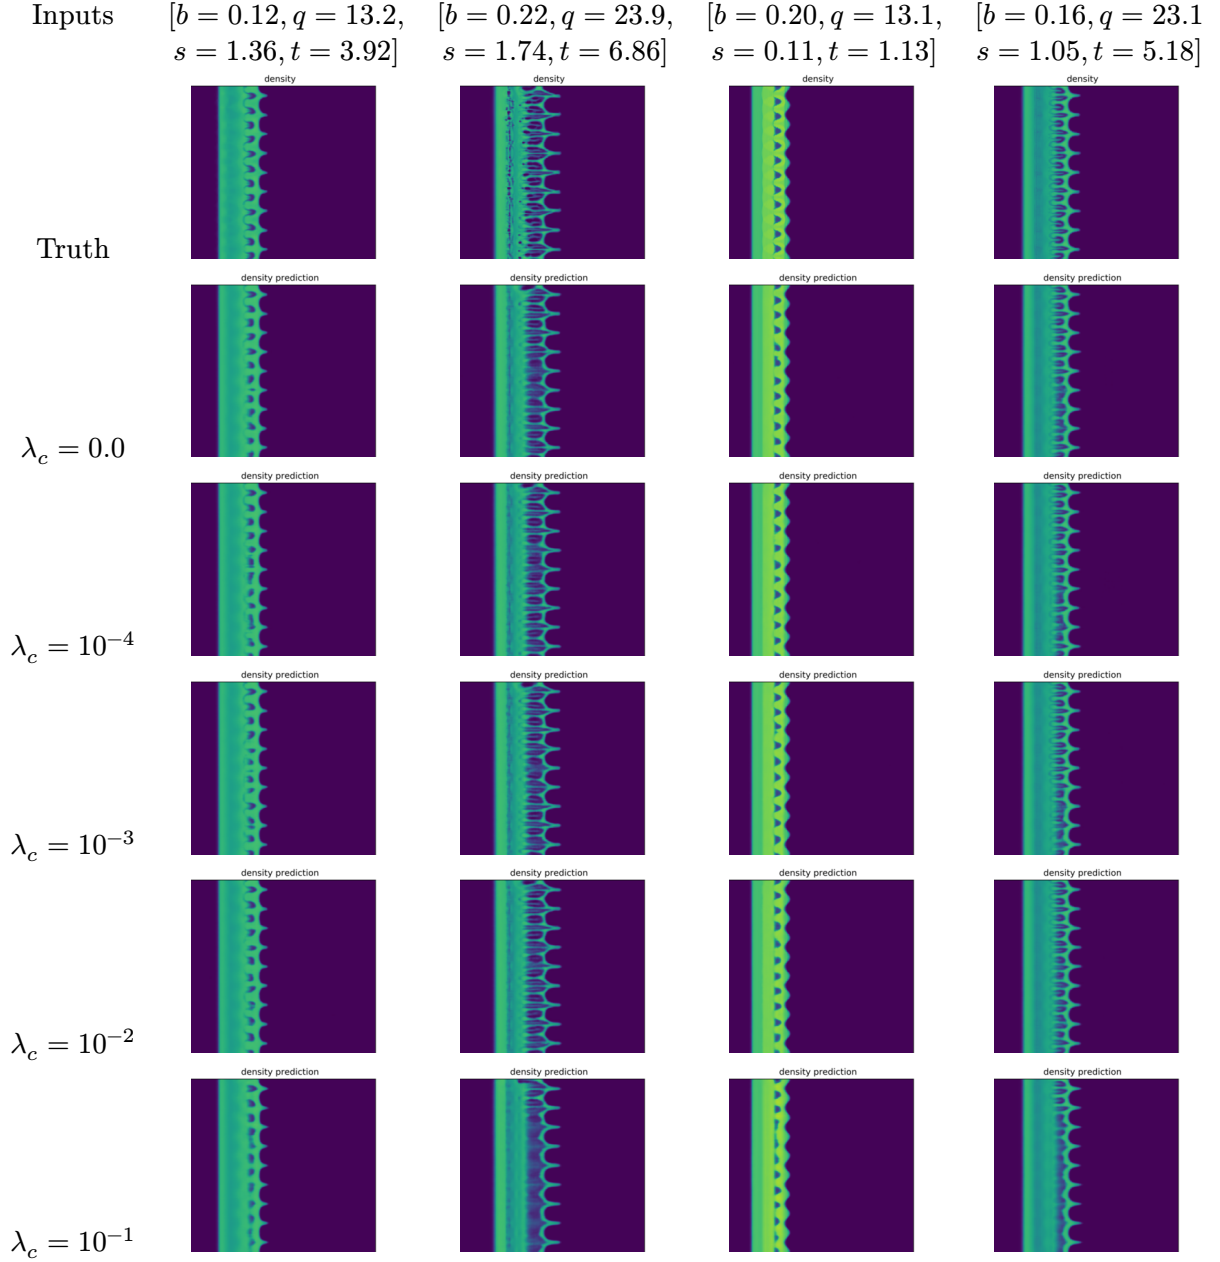 Inputs
[b = 0.12, q = 13.2,
s = 1.36, t = 3.92]
[b = 0.22, q = 23.9,
s = 1.74, t = 6.86]
[b = 0.20, q = 13.1,
s = 0.11, t = 1.13]
[b = 0.16, q = 23.1
s = 1.05, t = 5.18]
density
density
density
density
Truth
density prediction
density prediction
density prediction
density prediction
λ_c = 0.0
density prediction
density prediction
density prediction
density prediction
λ_c = 10⁻⁴
density prediction
density prediction
density prediction
density prediction
λ_c = 10⁻³
density prediction
density prediction
density prediction
density prediction
λ_c = 10⁻²
density prediction
density prediction
density prediction
density prediction
λ_c = 10⁻¹